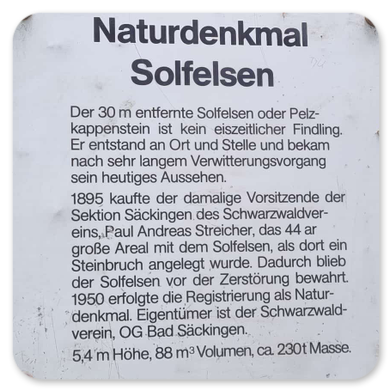 Naturdenkmal
Solfelsen
Der 30 m entfernte Solfelsen oder Pelz-
kappenstein ist kein eiszeitlicher Findling.
Er entstand an Ort und Stelle und bekam
nach sehr langem Verwitterungsvorgang
sein heutiges Aussehen.
1895 kaufte der damalige Vorsitzende der
Sektion Säckingen des Schwarzwaldver-
eins, Paul Andreas Streicher, das 44 ar
große Areal mit dem Solfelsen, als dort ein
Steinbruch angelegt wurde. Dadurch blieb
der Solfelsen vor der Zerstörung bewahrt.
1950 erfolgte die Registrierung als Natur-
denkmal. Eigentümer ist der Schwarzwald-
verein, OG Bad Säckingen.
5,4 m Höhe, 88 m³ Volumen, ca. 230 t Masse.